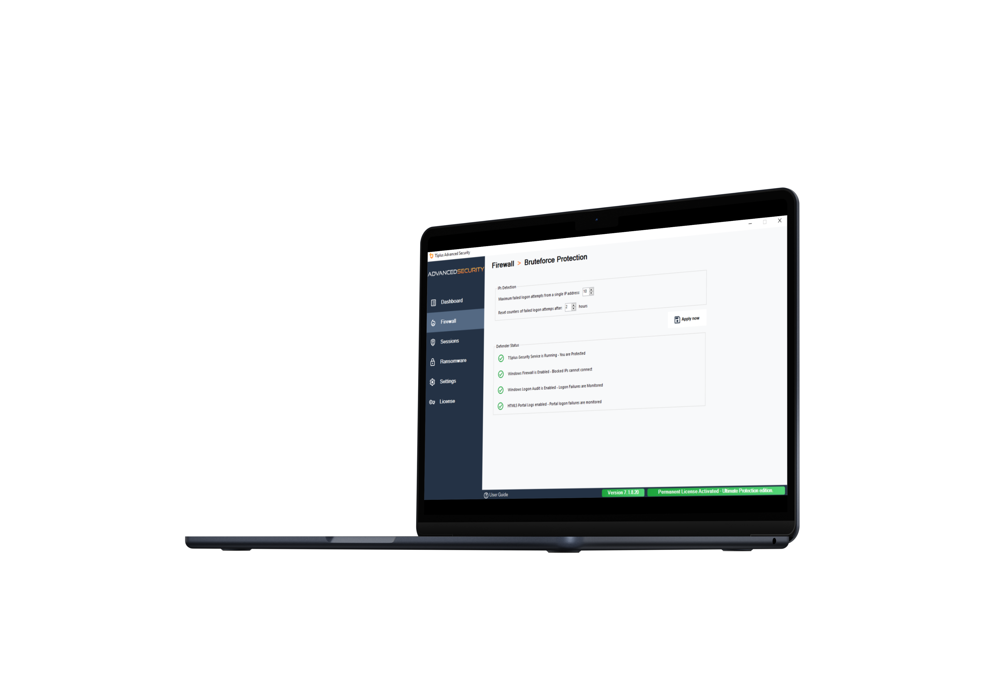 TSplus Advanced Security
ADVANCEDSECURITY
Dashboard
Firewall
Sessions
Ransomware
Settings
License
Firewall > Bruteforce Protection
IPs Detection
Maximum failed logon attempts from a single IP address: 10
Reset counters of failed logon attemps after: 2 hours
Apply now
Defender Status
TSplus-Security Service is Running - You are Protected
Windows Firewall is Enabled - Blocked IPs cannot connect
Windows Logon Audit is Enabled - Logon Failures are Monitored
HTML5 Portal Logs enabled - Portal logon failures are monitored
User Guide
Version 7.1.8.20
Permanent License Activated - Ultimate Protection edition.